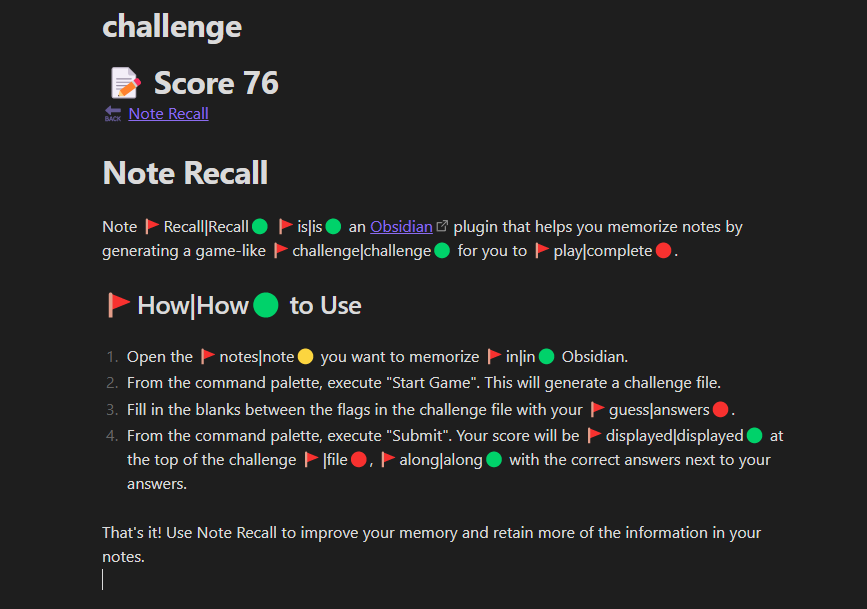 challenge
📝 Score 76
🔙 Note Recall
Note Recall
Note 🚩Recall|Recall🟢 🚩is|is🟢 an Obsidian plugin that helps you memorize notes by
generating a game-like 🚩challenge|challenge🟢 for you to 🚩play|complete🔴.
🚩How|How🟢 to Use
1. Open the 🚩notes|note🟡 you want to memorize 🚩in|in🟢 Obsidian.
2. From the command palette, execute "Start Game". This will generate a challenge file.
3. Fill in the blanks between the flags in the challenge file with your 🚩guess|answers🔴.
4. From the command palette, execute "Submit". Your score will be 🚩displayed|displayed🟢 at
the top of the challenge 🚩|file🔴, 🚩along|along🟢 with the correct answers next to your
answers.
That's it! Use Note Recall to improve your memory and retain more of the information in your
notes.